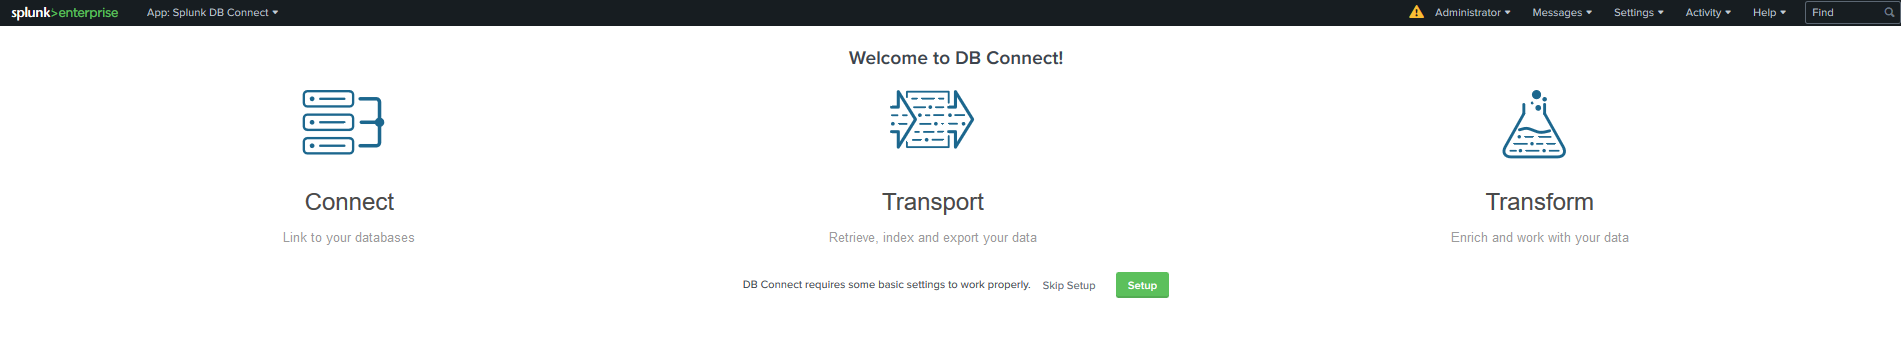 splunk>enterprise App: Splunk DB Connect Administrator Messages Settings Activity Help Find
Welcome to DB Connect!
Connect Transport Transform
Link to your databases Retrieve, index and export your data Enrich and work with your data
DB Connect requires some basic settings to work properly. Skip Setup Setup